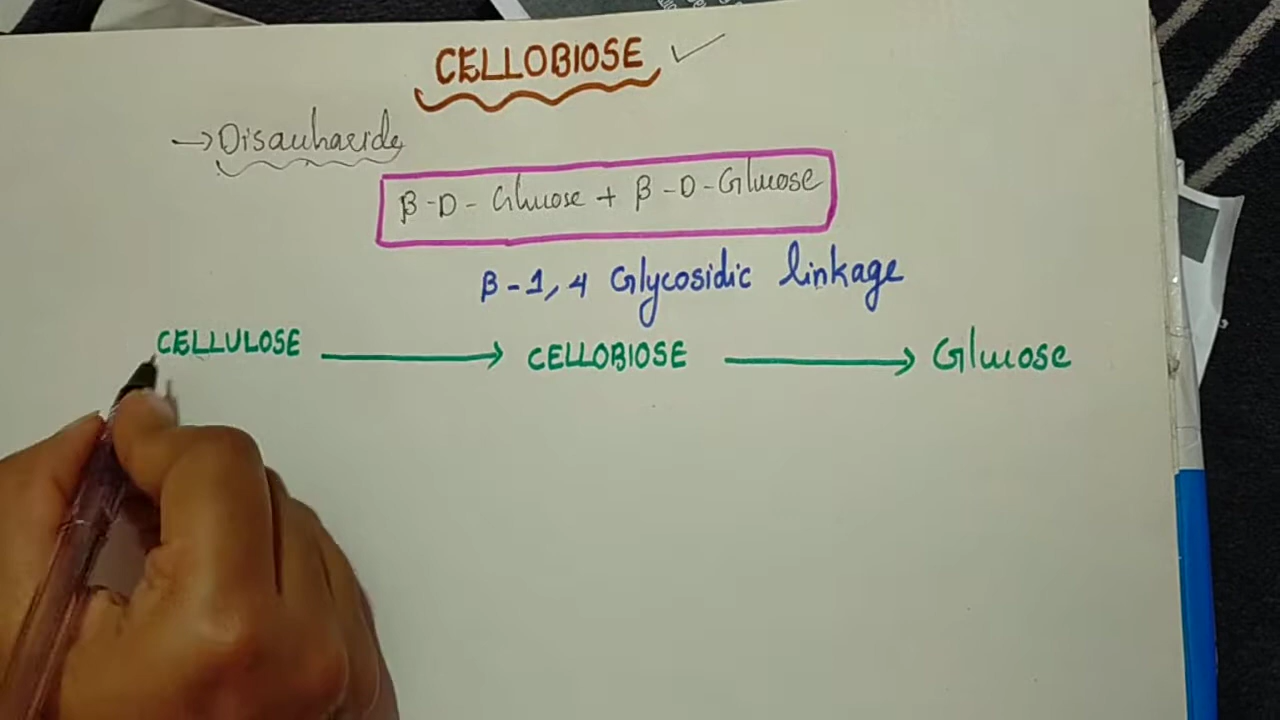 CELLOBIOSE
→Disaccharide
β-D-Glucose + β-D-Glucose
β-1,4 Glycosidic linkage
CELLULOSE → CELLOBIOSE → Glucose